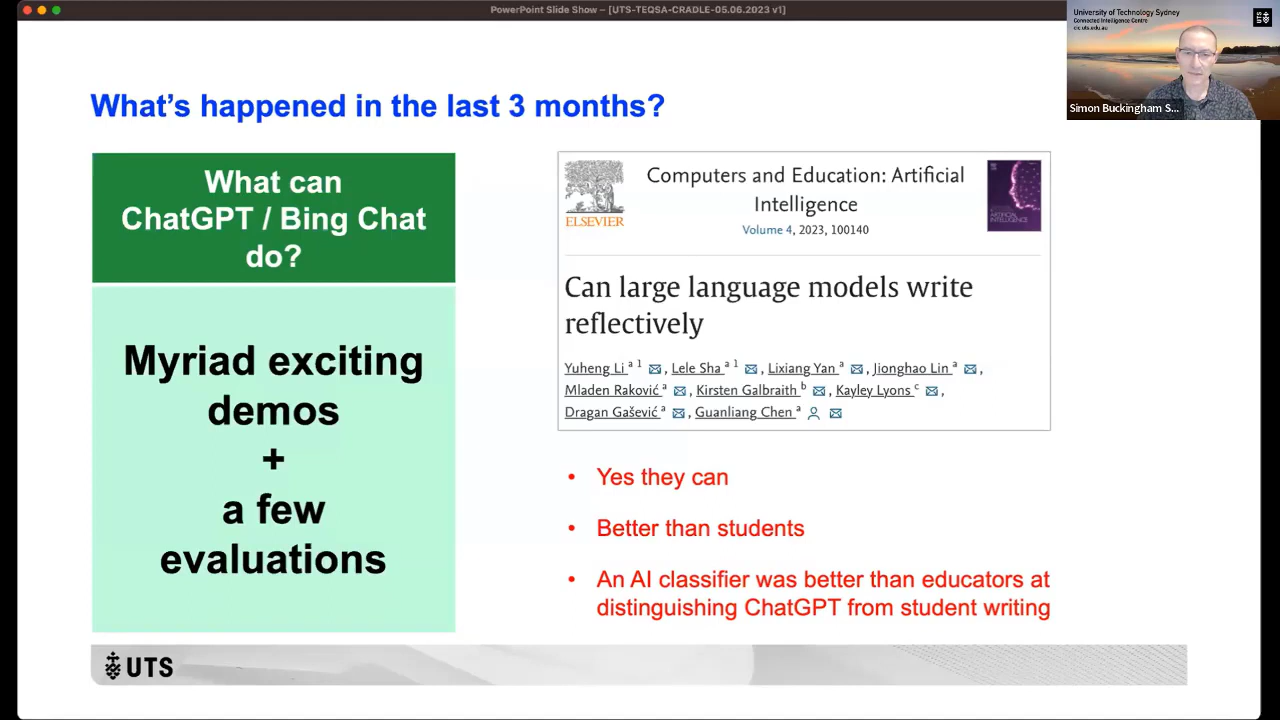 PowerPoint Slide Show – [UTS-TEQSA-CRADLE-05.06.2023 v1]
University of Technology Sydney
Connected Intelligence Centre
cic.uts.edu.au
UTS
Simon Buckingham S...
What's happened in the last 3 months?
What can
ChatGPT / Bing Chat
do?
Myriad exciting
demos
+
a few
evaluations
ELSEVIER
Computers and Education: Artificial
Intelligence
Volume 4, 2023, 100140
ARTIFICIAL
INTELLIGENCE
Can large language models write
reflectively
Yuheng Li a 1, Lele Sha a 1, Lixiang Yan a, Jionghao Lin a,
Mladen Raković a, Kirsten Galbraith b, Kayley Lyons c,
Dragan Gašević a, Guanliang Chen a
• Yes they can
• Better than students
• An AI classifier was better than educators at
distinguishing ChatGPT from student writing
UTS